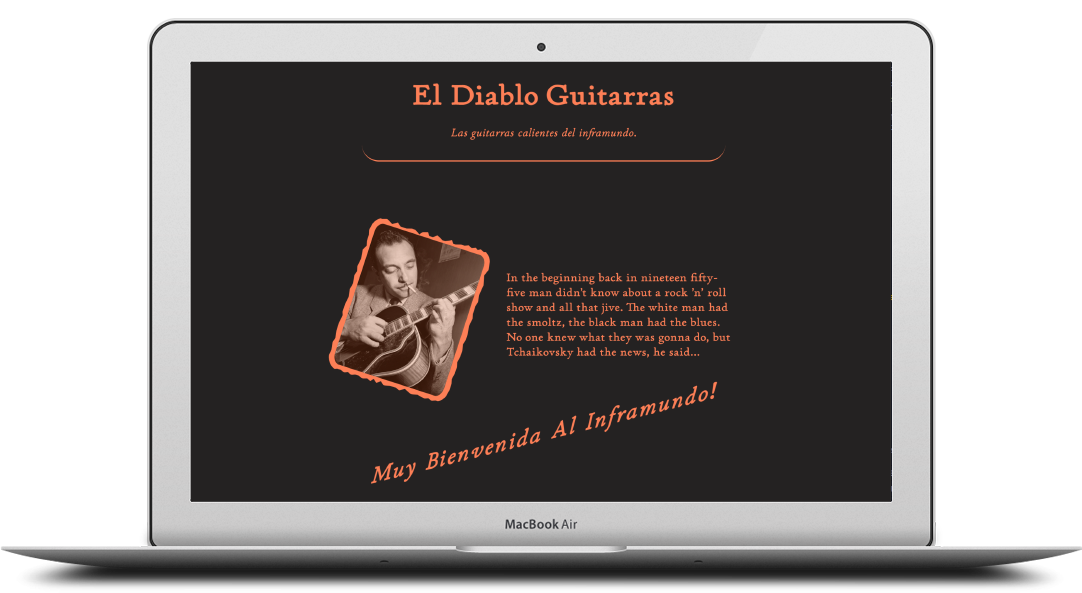 El Diablo Guitarras
Las guitarras calientes del inframundo.
In the beginning back in nineteen fifty-
five man didn't know about a rock 'n' roll
show and all that jive. The white man had
the smoltz, the black man had the blues.
No one knew what they was gonna do, but
Tchaikovsky had the news, he said...
Muy Bienvenida Al Inframundo!
MacBook Air